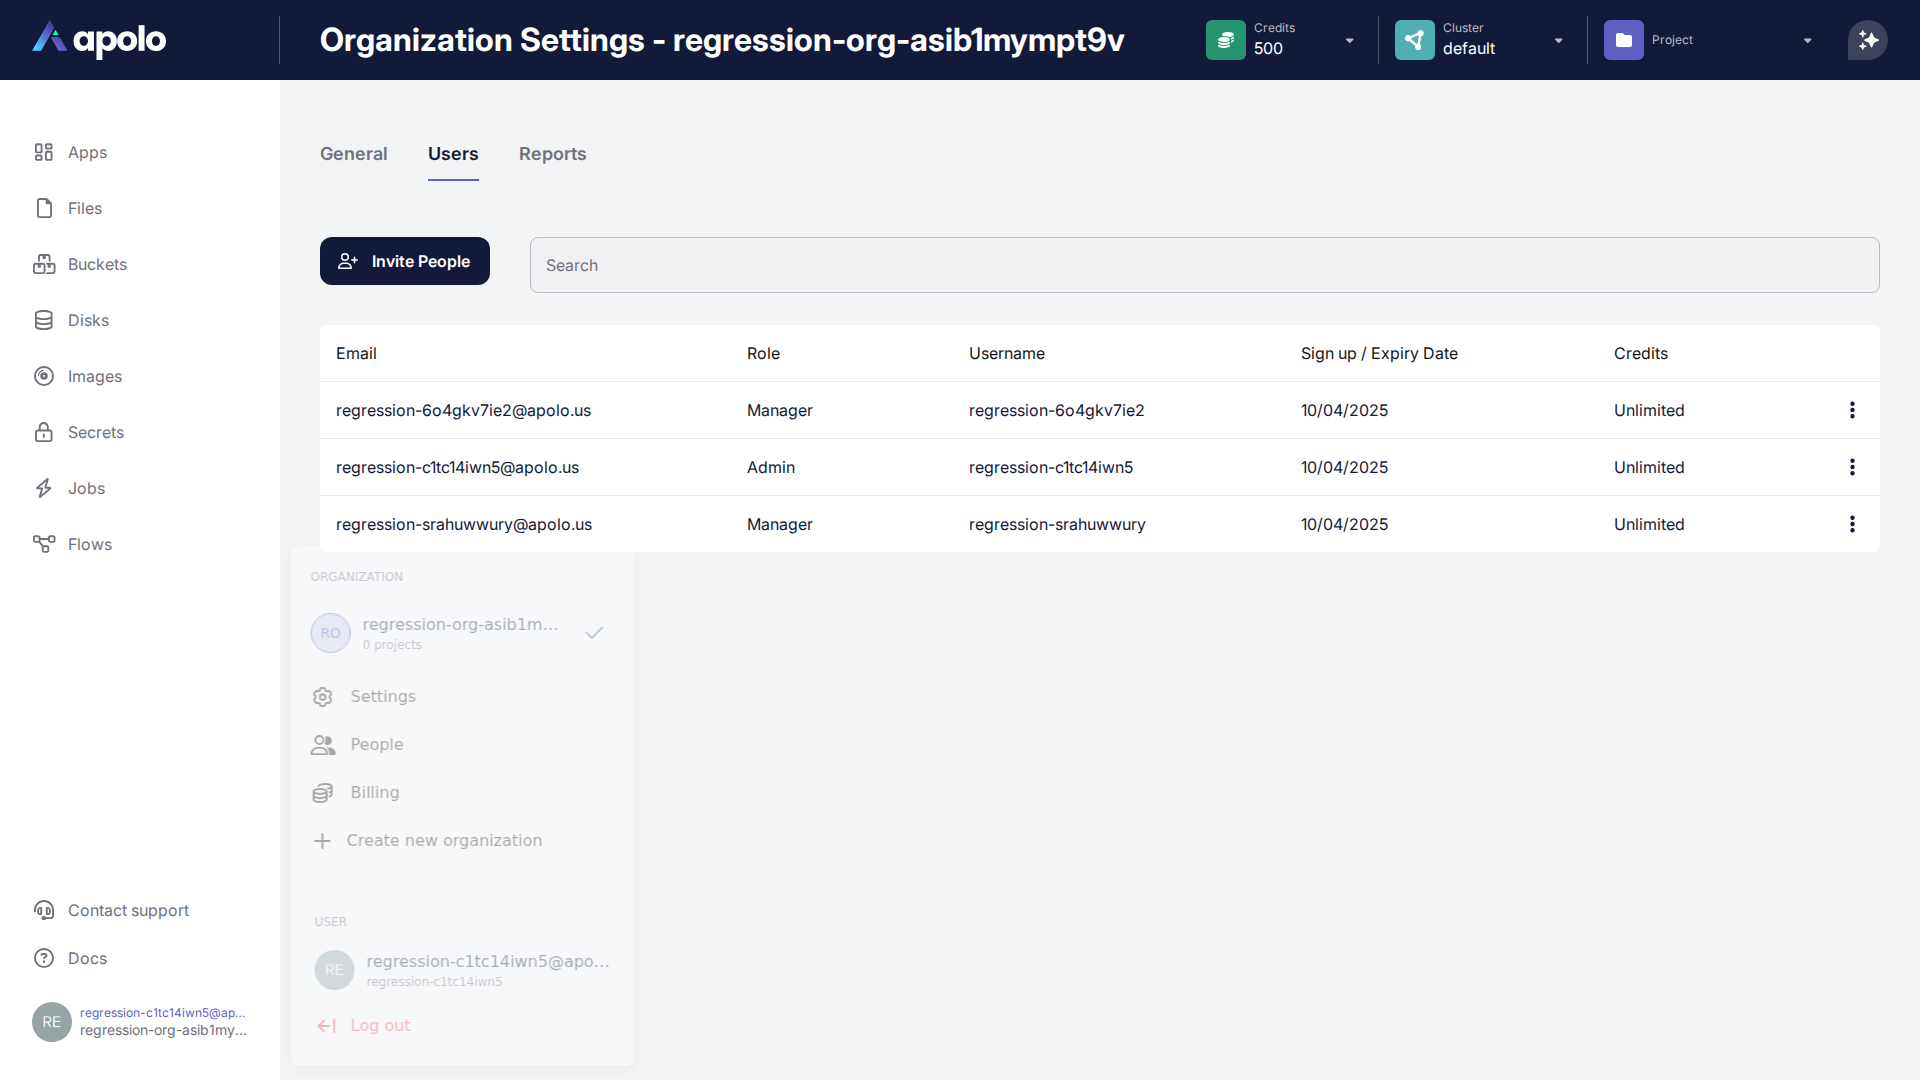 apolo
Organization Settings - regression-org-asib1mympt9v
Credits
500
Cluster
default
Project
Apps
Files
Buckets
Disks
Images
Secrets
Jobs
Flows
General Users Reports
Invite People
Search
Email Role Username Sign up / Expiry Date Credits
regression-6o4gkv7ie2@apolo.us Manager regression-6o4gkv7ie2 10/04/2025 Unlimited
regression-c1tc14iwn5@apolo.us Admin regression-c1tc14iwn5 10/04/2025 Unlimited
regression-srahuwwury@apolo.us Manager regression-srahuwwury 10/04/2025 Unlimited
ORGANIZATION
RO
regression-org-asib1m...
0 projects
Settings
People
Billing
Create new organization
USER
RE
regression-c1tc14iwn5@apo...
regression-c1tc14iwn5
Log out
Contact support
Docs
RE
regression-c1tc14iwn5@ap...
regression-org-asib1my...